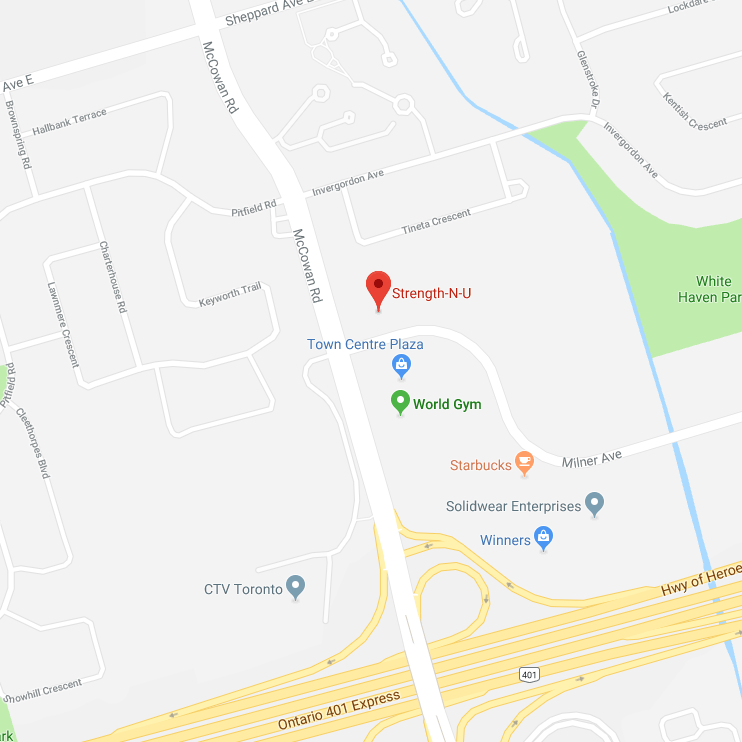 Lockdare S
Sheppard Ave E
Ave E
McCowan Rd
Glenstroke Dr
Kentish Crescent
Brownspring Rd
Hallbank Terrace
Invergordon Ave
Invergordon Ave
Pitfield Rd
Tineta Crescent
McCowan Rd
Charterhouse Rd
Lawnmere Crescent
Keyworth Trail
Strength-N-U
White
Haven Par
Town Centre Plaza
World Gym
Pitfield Rd
Cleethorpes Blvd
Starbucks
Milner Ave
Solidwear Enterprises
Winners
CTV Toronto
Hwy of Heroe
401
Showhill Crescent
Ontario 401 Express
ark